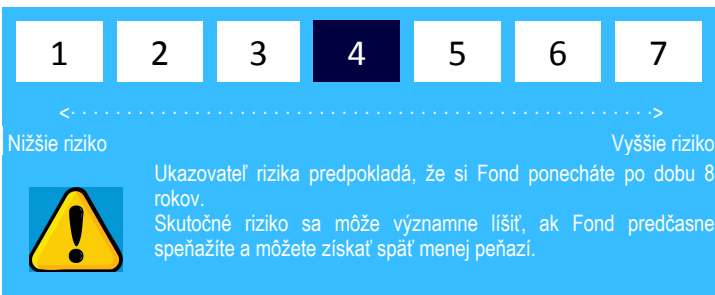 1 2 3 4 5 6 7
<· · · · · · · · · · · · · · · · · · · · · · · · · · · · · · · · · · · · · · · · · · · · · · · · · · · · ·>
Nižšie riziko Vyššie riziko
Ukazovateľ rizika predpokladá, že si Fond ponecháte po dobu 8
rokov.
Skutočné riziko sa môže významne líšiť, ak Fond predčasne
speňažíte a môžete získať späť menej peňazí.